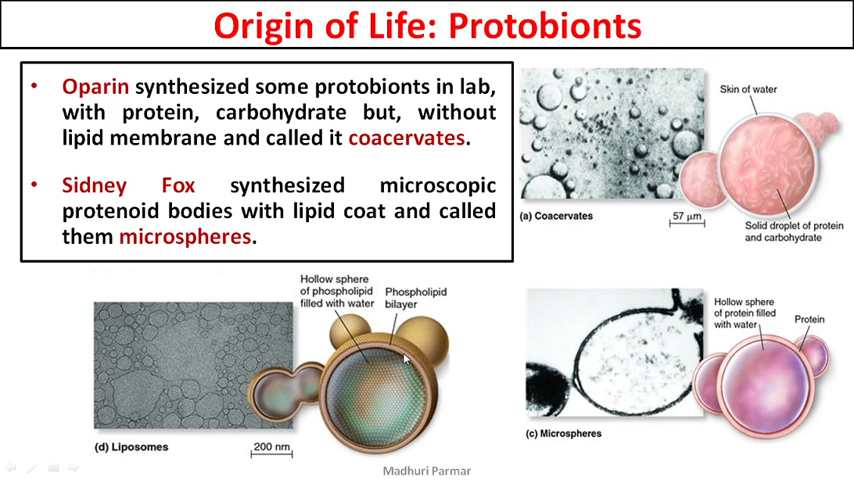 Origin of Life: Protobionts
• Oparin synthesized some protobionts in lab,
with protein, carbohydrate but, without
lipid membrane and called it coacervates.
• Sidney Fox synthesized microscopic
protenoid bodies with lipid coat and called
them microspheres.
Skin of water
(a) Coacervates
57 µm
Solid droplet of protein
and carbohydrate
Hollow sphere
of phospholipid
filled with water
Phospholipid
bilayer
(d) Liposomes
200 nm
Hollow sphere
of protein filled
with water
Protein
(c) Microspheres
Madhuri Parmar